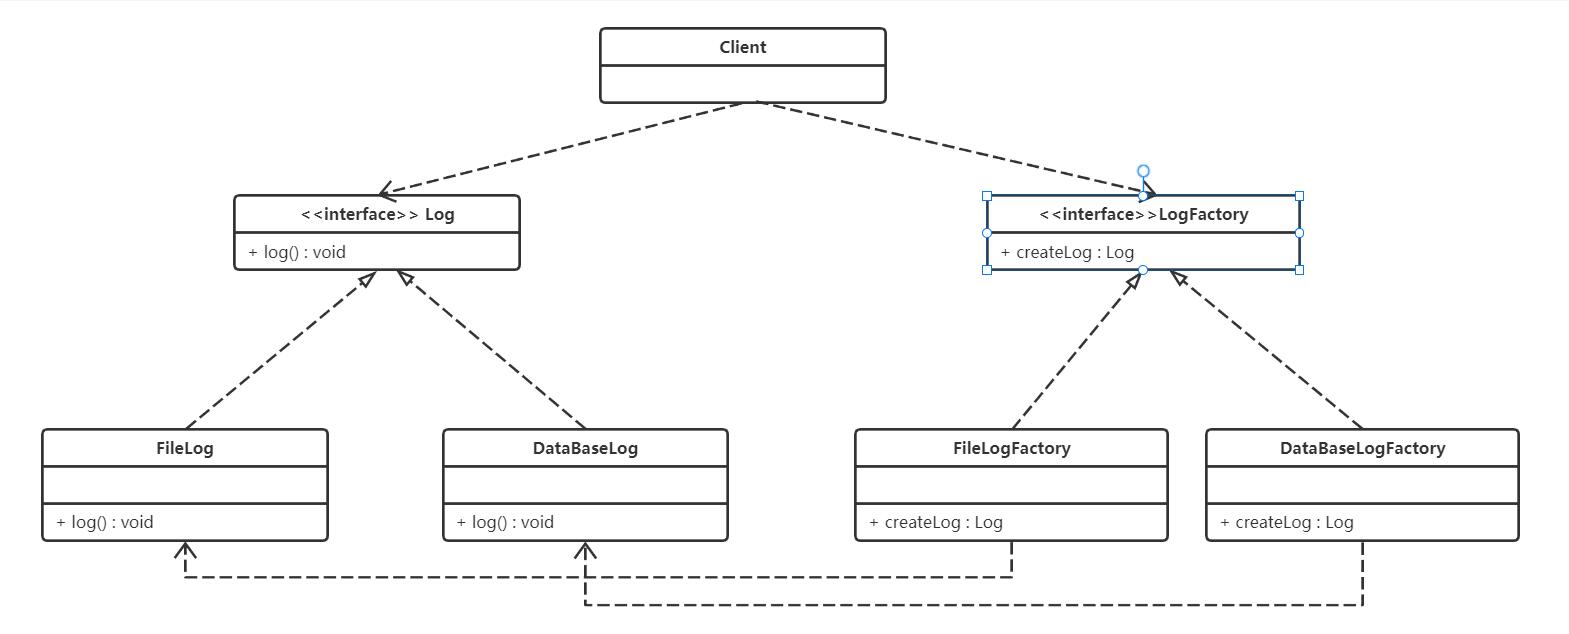 Client
<<interface>> Log
+ log() : void
<<interface>>LogFactory
+ createLog : Log
FileLog
+ log() : void
DataBaseLog
+ log() : void
FileLogFactory
+ createLog : Log
DataBaseLogFactory
+ createLog : Log